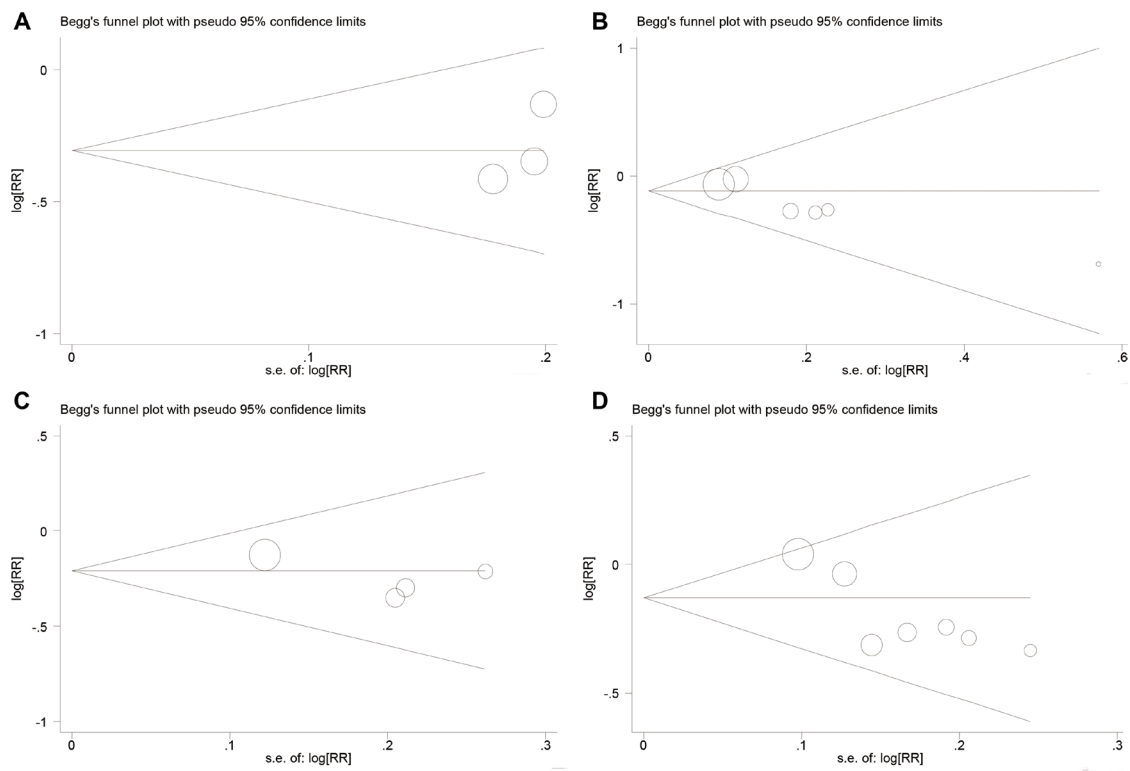 A
Begg's funnel plot with pseudo 95% confidence limits
0
-.5
-1
log[RR]
0
.1
.2
s.e. of: log[RR]
B
Begg's funnel plot with pseudo 95% confidence limits
1
0
-1
log[RR]
0
.2
.4
.6
s.e. of: log[RR]
C
Begg's funnel plot with pseudo 95% confidence limits
.5
0
-.5
-1
log[RR]
0
.1
.2
.3
s.e. of: log[RR]
D
Begg's funnel plot with pseudo 95% confidence limits
.5
0
-.5
log[RR]
0
.1
.2
.3
s.e. of: log[RR]